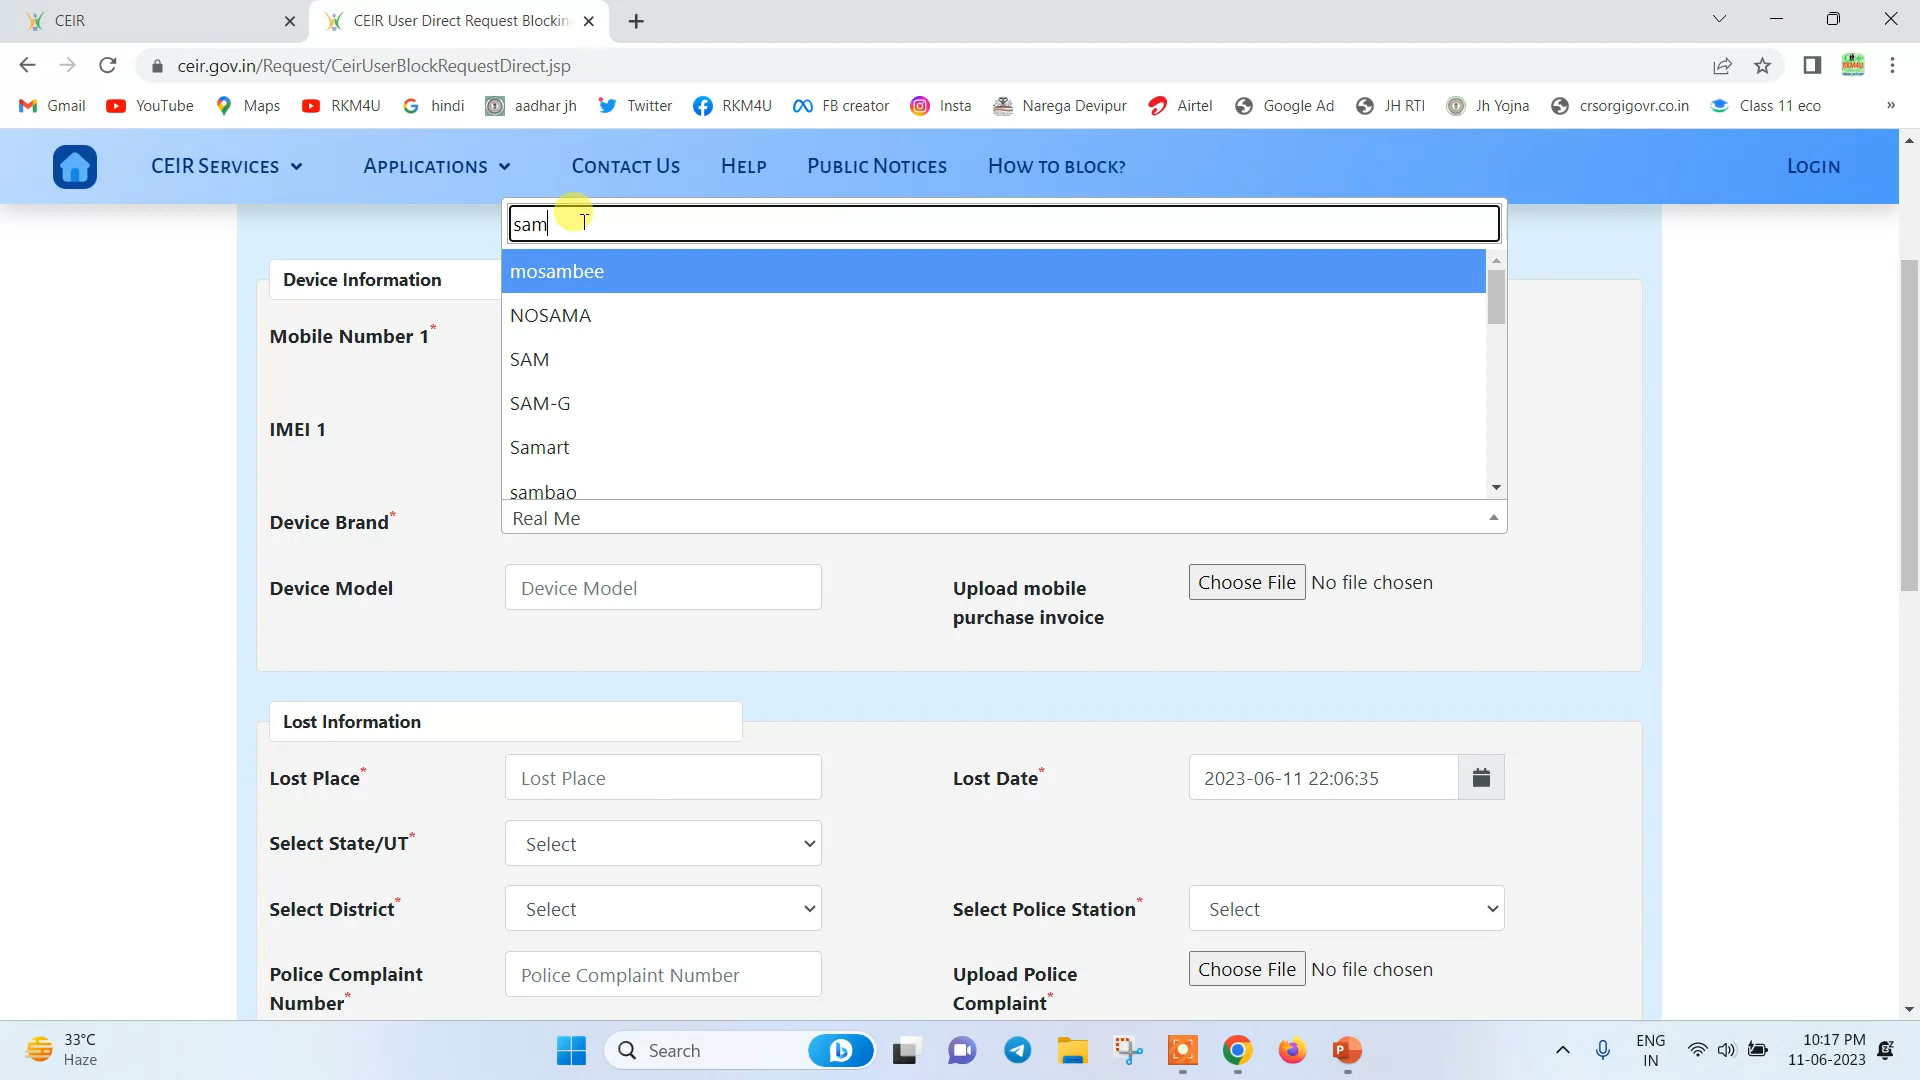 CEIR
CEIR User Direct Request Blockin
ceir.gov.in/Request/CeirUserBlockRequestDirect.jsp
Gmail YouTube Maps RKM4U hindi aadhar jh Twitter RKM4U FB creator Insta Narega Devipur Airtel Google Ad JH RTI Jh Yojna crsorgigovr.co.in Class 11 eco »
CEIR Services Applications Contact Us Help Public Notices How to block? Login
sam
mosambee
Device Information
NOSAMA
Mobile Number 1*
SAM
SAM-G
IMEI 1
Samart
sambao
Device Brand* Real Me
Device Model Device Model Upload mobile purchase invoice Choose File No file chosen
Lost Information
Lost Place* Lost Place Lost Date* 2023-06-11 22:06:35
Select State/UT* Select
Select District* Select Select Police Station* Select
Police Complaint Number* Police Complaint Number Upload Police Complaint* Choose File No file chosen
33°C
Haze
Search
ENG
IN
10:17 PM
11-06-2023